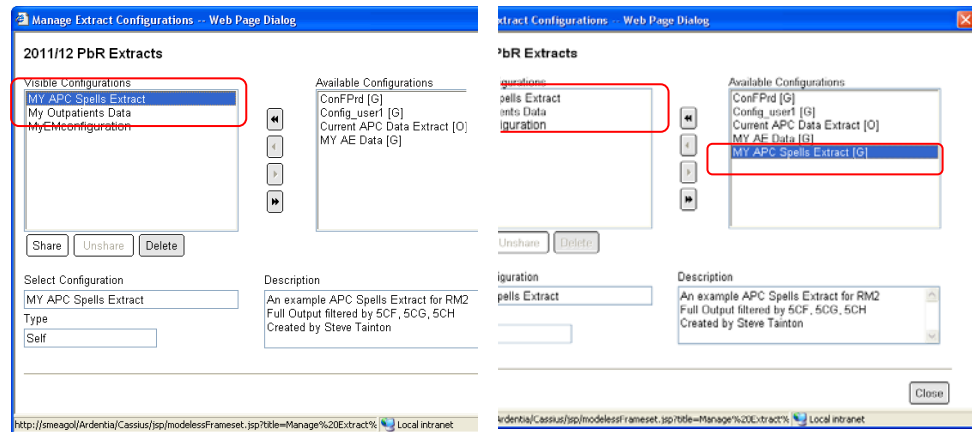 Manage Extract Configurations -- Web Page Dialog
2011/12 PbR Extracts
Visible Configurations
MY APC Spells Extract
My Outpatients Data
MyEMconfiguration
Available Configurations
ConFPrd [G]
Config_user1 [G]
Current APC Data Extract [O]
MY AE Data [G]
Share
Unshare
Delete
Select Configuration
MY APC Spells Extract
Type
Self
Description
An example APC Spells Extract for RM2
Full Output filtered by 5CF, 5CG, 5CH
Created by Steve Tainton
http://smeagol/Ardentia/Cassius/jsp/modelessFrameset.jsp?title=Manage%20Extract% Local intranet
xtract Configurations -- Web Page Dialog
PbR Extracts
gurations
pells Extract
ents Data
iguration
Available Configurations
ConFPrd [G]
Config_user1 [G]
Current APC Data Extract [O]
MY AE Data [G]
MY APC Spells Extract [G]
Unshare
Delete
iguration
pells Extract
Description
An example APC Spells Extract for RM2
Full Output filtered by 5CF, 5CG, 5CH
Created by Steve Tainton
Close
Ardentia/Cassius/jsp/modelessFrameset.jsp?title=Manage%20Extract% Local intranet